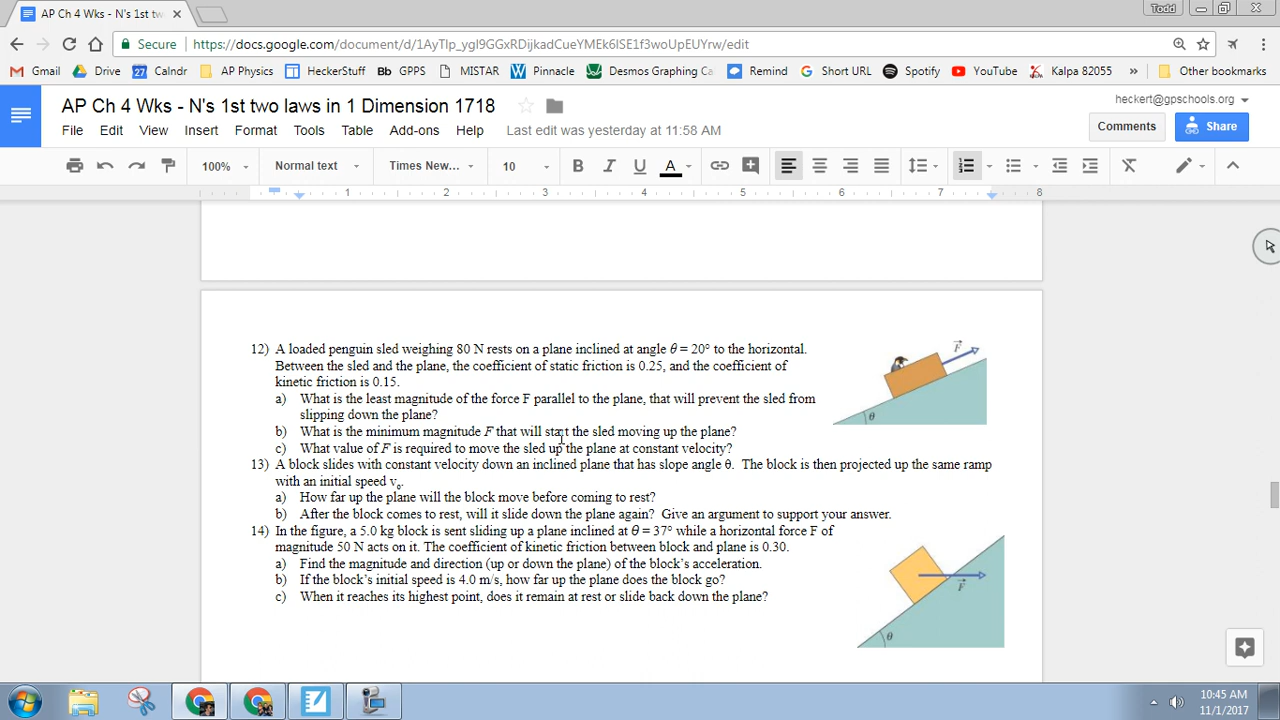 AP Ch 4 Wks - N's 1st tw
Todd
Secure https://docs.google.com/document/d/1AyTlp_ygl9GGxRDijkadCueYMEk6lSE1f3woUpEUYrw/edit
Gmail Drive 27 Calndr AP Physics HeckerStuff Bb GPPS MISTAR W Pinnacle Desmos Graphing Ca Remind Short URL Spotify YouTube Kalpa 82055 » Other bookmarks
AP Ch 4 Wks - N's 1st two laws in 1 Dimension 1718
heckert@gpschools.org
File Edit View Insert Format Tools Table Add-ons Help Last edit was yesterday at 11:58 AM
Comments Share
100% Normal text Times New... 10 B I U A
1 2 3 4 5 6 7 8
12) A loaded penguin sled weighing 80 N rests on a plane inclined at angle θ = 20° to the horizontal.
Between the sled and the plane, the coefficient of static friction is 0.25, and the coefficient of
kinetic friction is 0.15.
a) What is the least magnitude of the force F parallel to the plane, that will prevent the sled from
slipping down the plane?
b) What is the minimum magnitude F that will start the sled moving up the plane?
c) What value of F is required to move the sled up the plane at constant velocity?
F
θ
13) A block slides with constant velocity down an inclined plane that has slope angle θ. The block is then projected up the same ramp
with an initial speed vₒ.
a) How far up the plane will the block move before coming to rest?
b) After the block comes to rest, will it slide down the plane again? Give an argument to support your answer.
14) In the figure, a 5.0 kg block is sent sliding up a plane inclined at θ = 37° while a horizontal force F of
magnitude 50 N acts on it. The coefficient of kinetic friction between block and plane is 0.30.
a) Find the magnitude and direction (up or down the plane) of the block's acceleration.
b) If the block's initial speed is 4.0 m/s, how far up the plane does the block go?
c) When it reaches its highest point, does it remain at rest or slide back down the plane?
F
θ
10:45 AM
11/1/2017